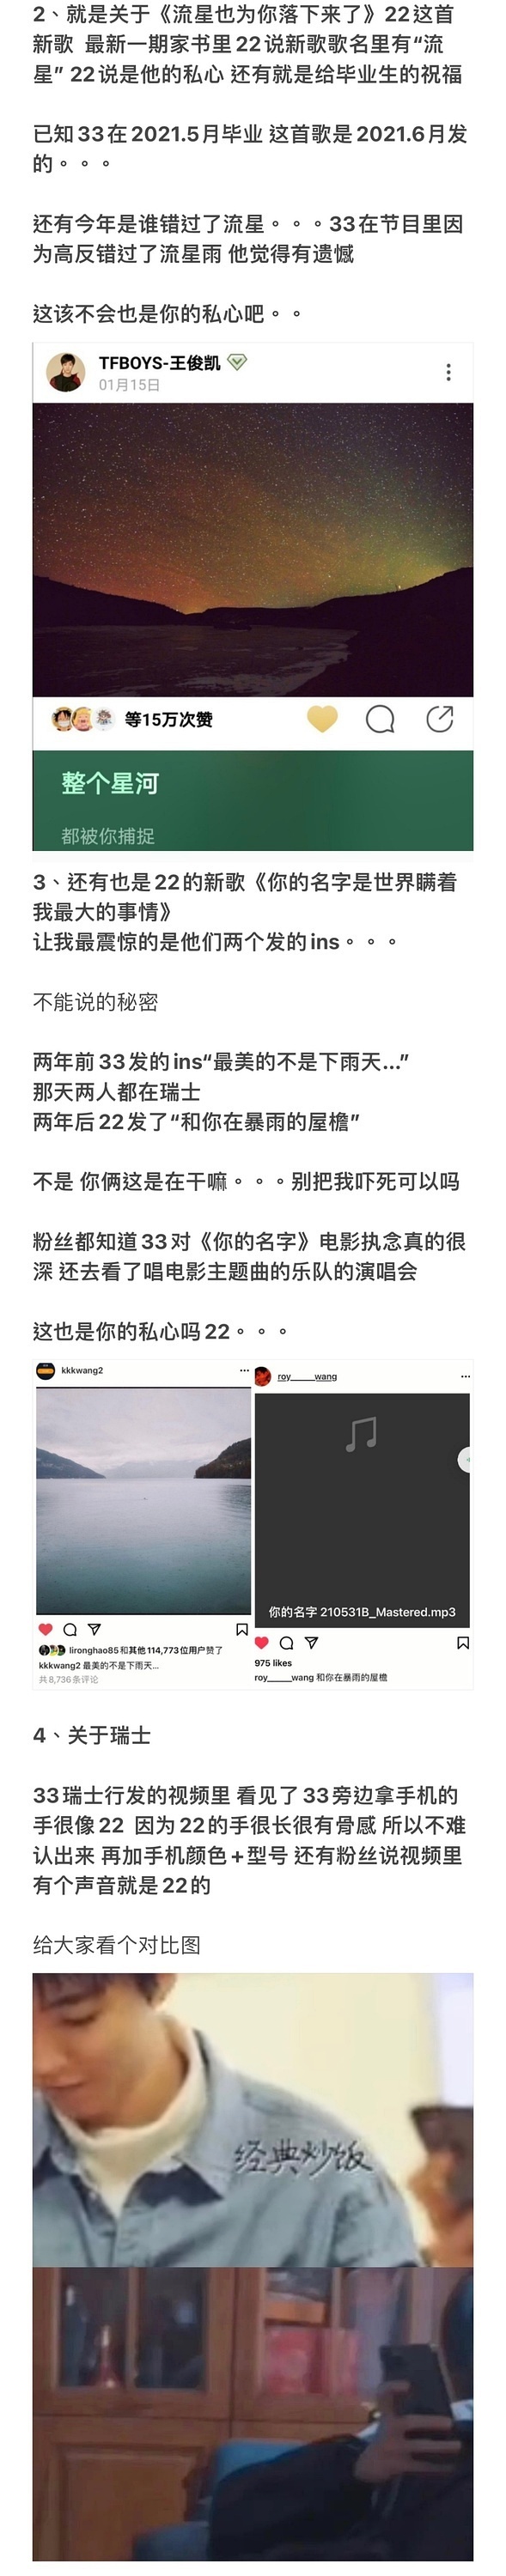 2、就是关于《流星也为你落下来了》22这首
新歌 最新一期家书里22说新歌歌名里有“流
星” 22说是他的私心 还有就是给毕业生的祝福
已知33在2021.5月毕业 这首歌是2021.6月发
的。。。
还有今年是谁错过了流星。。。33在节目里因
为高反错过了流星雨 他觉得有遗憾
这该不会也是你的私心吧。。
TFBOYS-王俊凯
01月15日
等15万次赞
整个星河
都被你捕捉
3、还有也是22的新歌《你的名字是世界瞒着
我最大的事情》
让我最震惊的是他们两个发的ins。。。
不能说的秘密
两年前33发的ins“最美的不是下雨天...”
那天两人都在瑞士
两年后22发了“和你在暴雨的屋檐”
不是 你俩这是在干嘛。。。别把我吓死可以吗
粉丝都知道33对《你的名字》电影执念真的很
深 还去看了唱电影主题曲的乐队的演唱会
这也是你的私心吗22。。。
kkkwang2
roy_____wang
你的名字 210531B_Mastered.mp3
lironghao85和其他114,773位用户赞了
kkkwang2 最美的不是下雨天...
共8,736条评论
975 likes
roy_____wang 和你在暴雨的屋檐
4、关于瑞士
33瑞士行发的视频里 看见了33旁边拿手机的
手很像22 因为22的手很长很有骨感 所以不难
认出来 再加手机颜色+型号 还有粉丝说视频里
有个声音就是22的
给大家看个对比图
经典炒饭